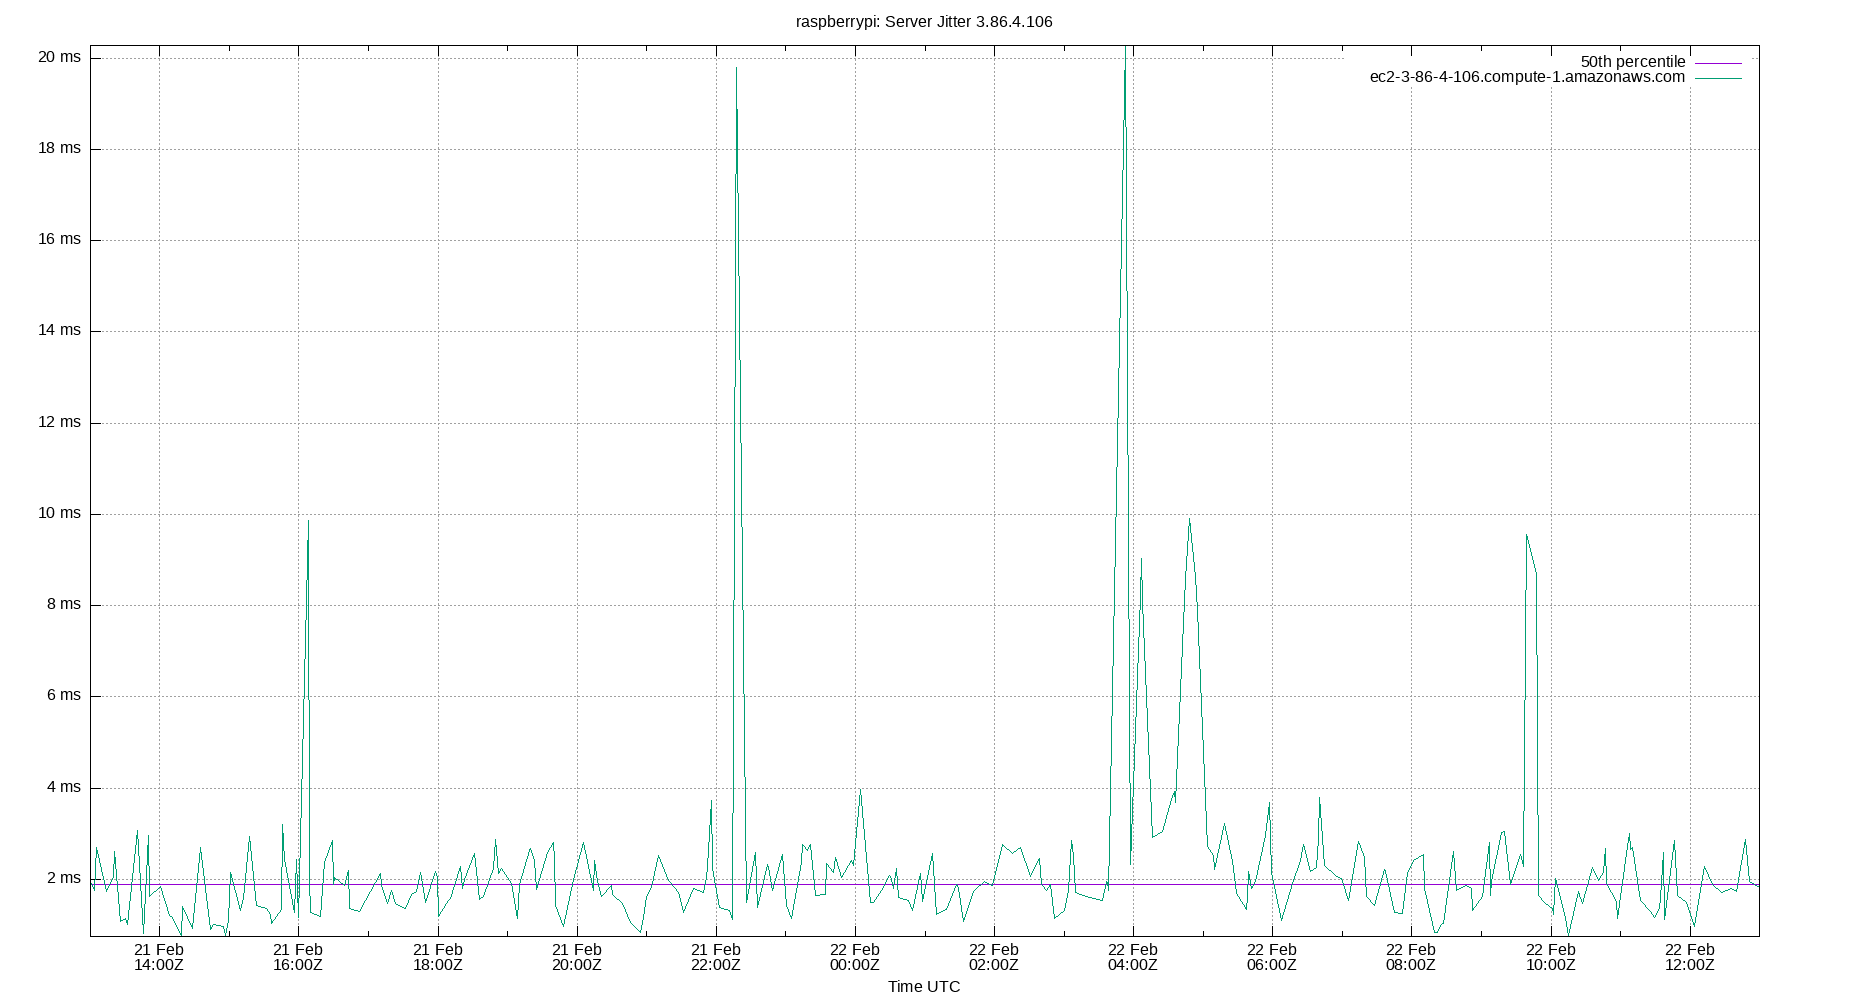 raspberrypi: Server Jitter 3.86.4.106
20 ms
18 ms
16 ms
14 ms
12 ms
10 ms
8 ms
6 ms
4 ms
2 ms
50th percentile
ec2-3-86-4-106.compute-1.amazonaws.com
21 Feb
14:00Z
21 Feb
16:00Z
21 Feb
18:00Z
21 Feb
20:00Z
21 Feb
22:00Z
22 Feb
00:00Z
22 Feb
02:00Z
22 Feb
04:00Z
22 Feb
06:00Z
22 Feb
08:00Z
22 Feb
10:00Z
22 Feb
12:00Z
Time UTC